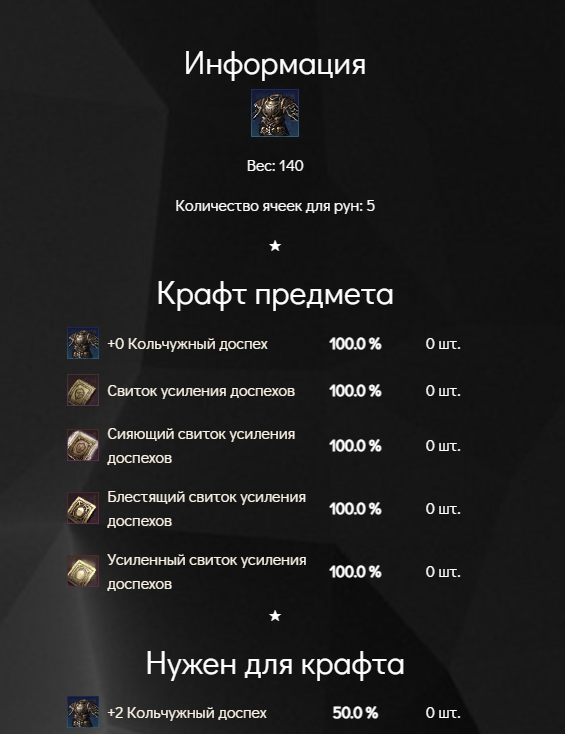 Информация
Вес: 140
Количество ячеек для рун: 5
Крафт предмета
+0 Кольчужный доспех 100.0 % 0 шт.
Свиток усиления доспехов 100.0 % 0 шт.
Сияющий свиток усиления
доспехов 100.0 % 0 шт.
Блестящий свиток усиления
доспехов 100.0 % 0 шт.
Усиленный свиток усиления
доспехов 100.0 % 0 шт.
Нужен для крафта
+2 Кольчужный доспех 50.0 % 0 шт.